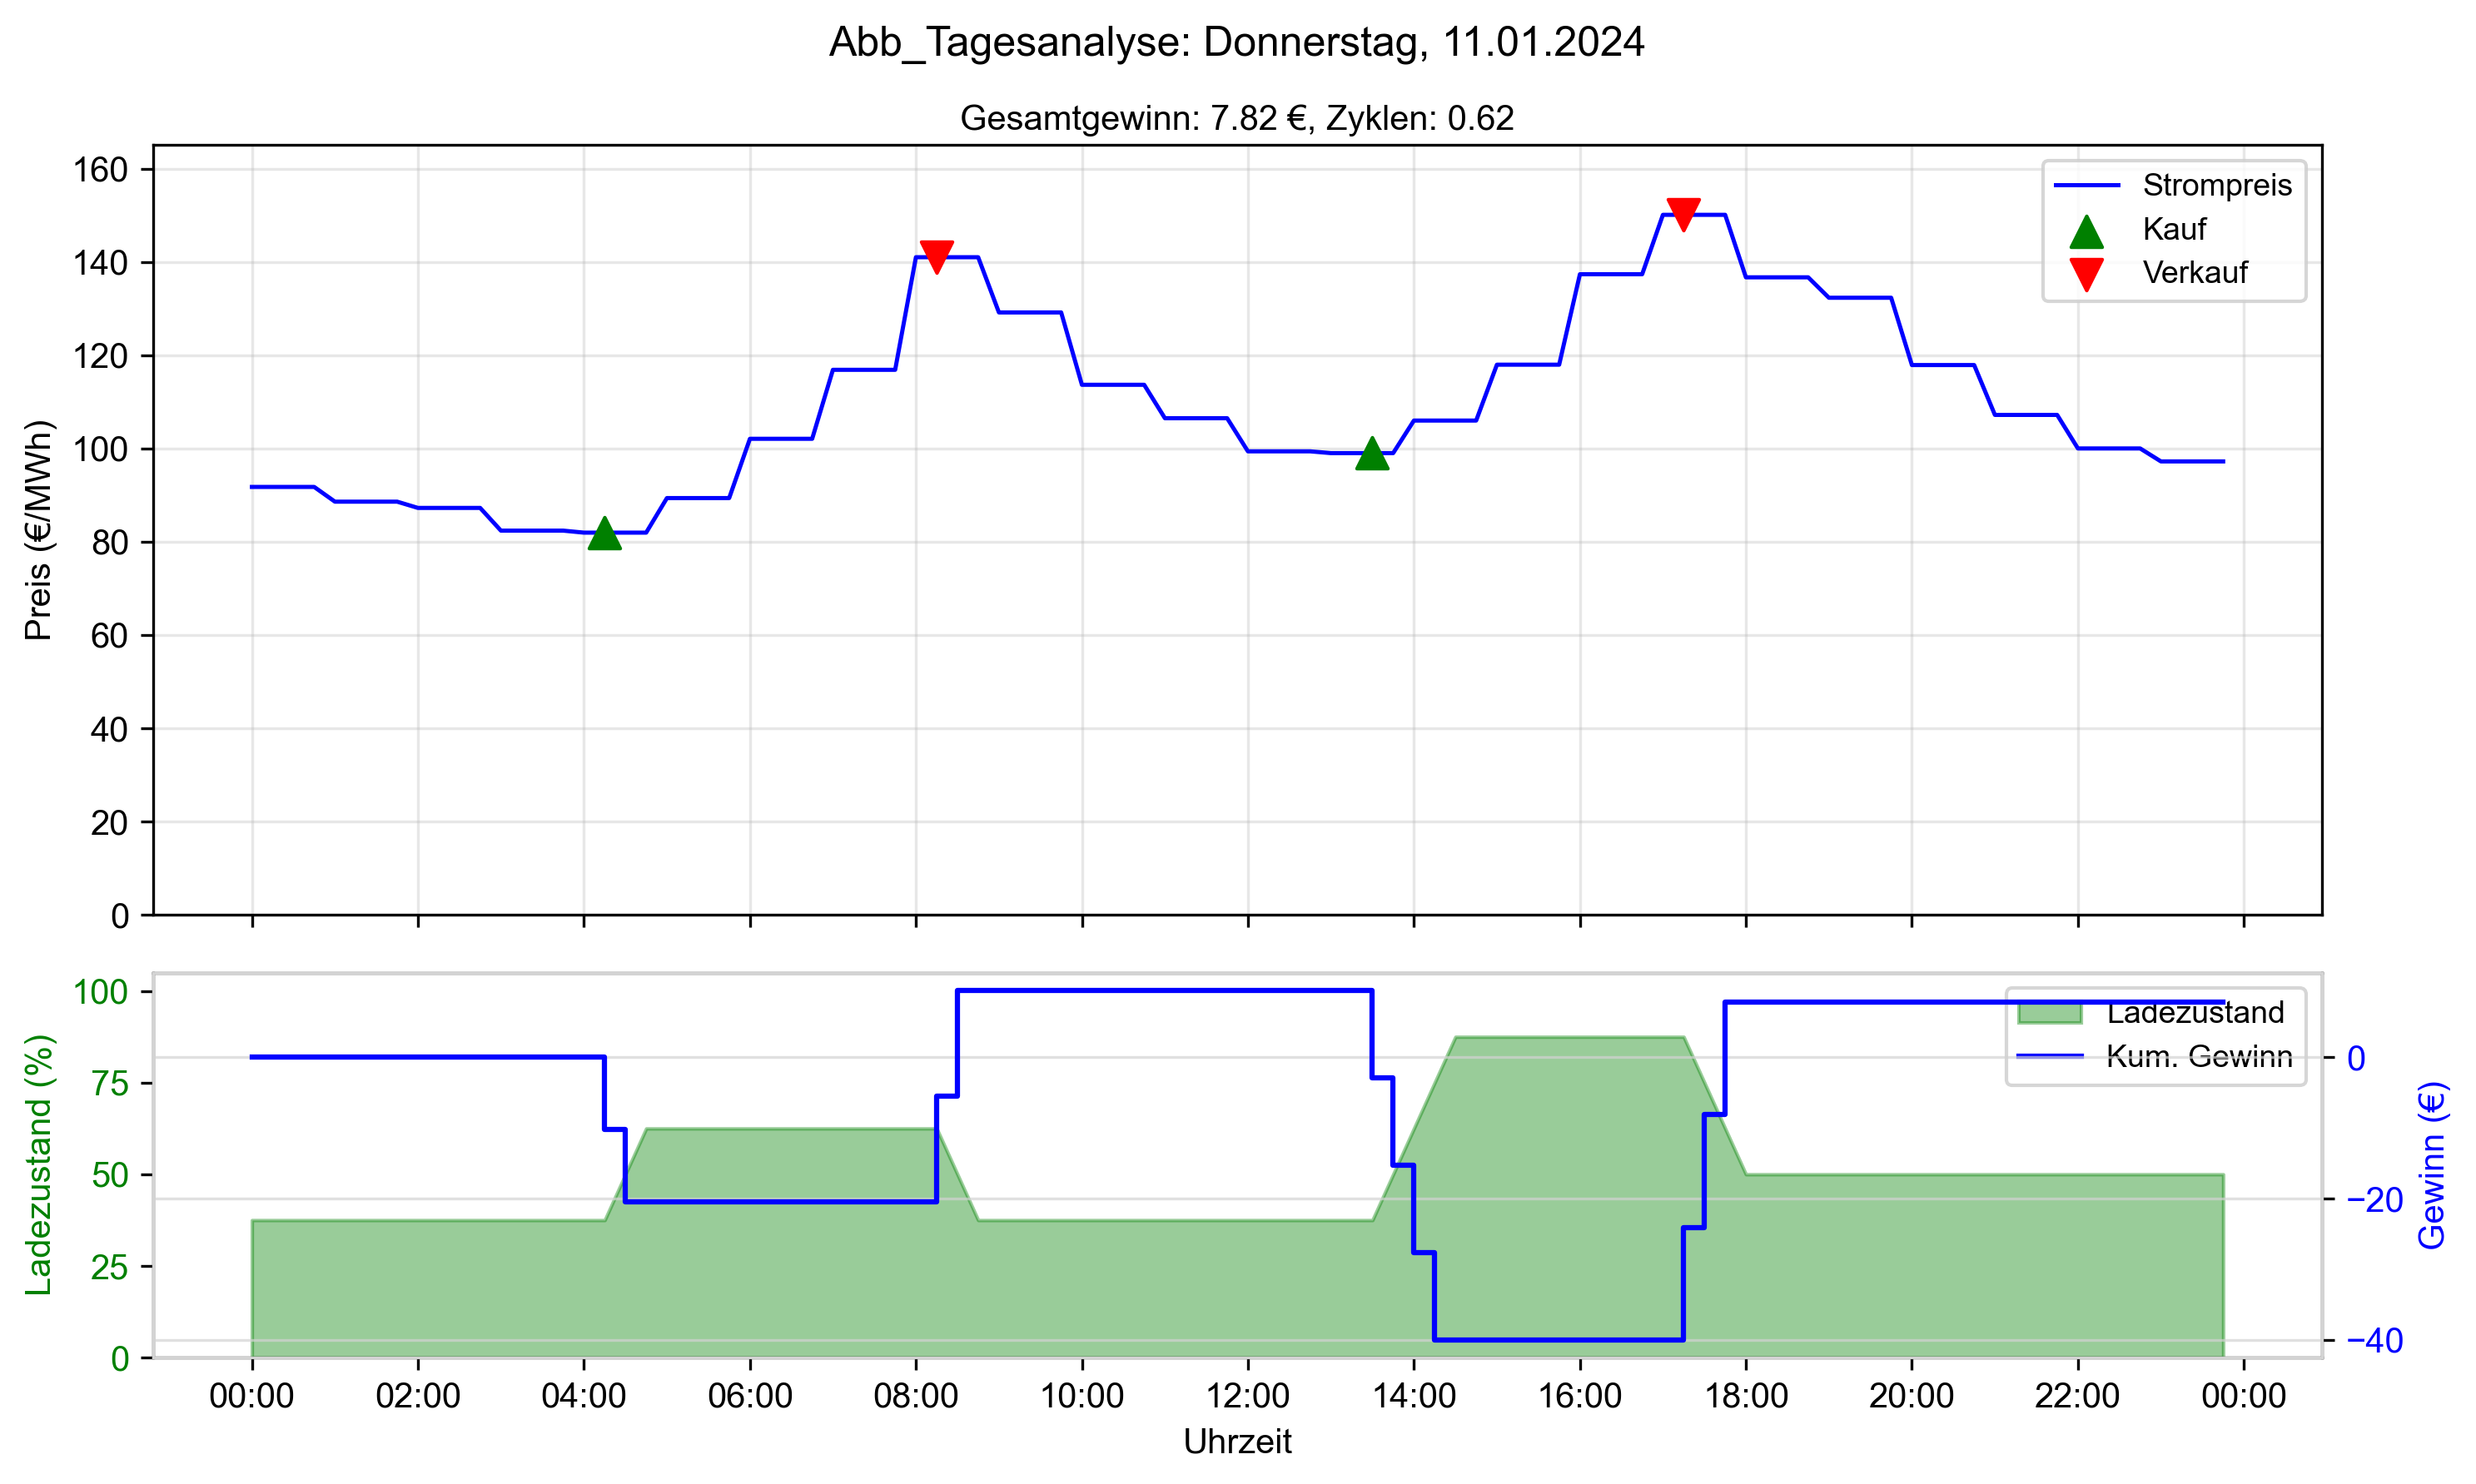 Abb_Tagesanalyse: Donnerstag, 11.01.2024
Gesamtgewinn: 7.82 €, Zyklen: 0.62
Preis (€/MWh)
160
140
120
100
80
60
40
20
0
Strompreis
Kauf
Verkauf
Ladezustand (%)
100
75
50
25
0
Ladezustand
Kum. Gewinn
0
−20
−40
Gewinn (€)
00:00 02:00 04:00 06:00 08:00 10:00 12:00 14:00 16:00 18:00 20:00 22:00 00:00
Uhrzeit